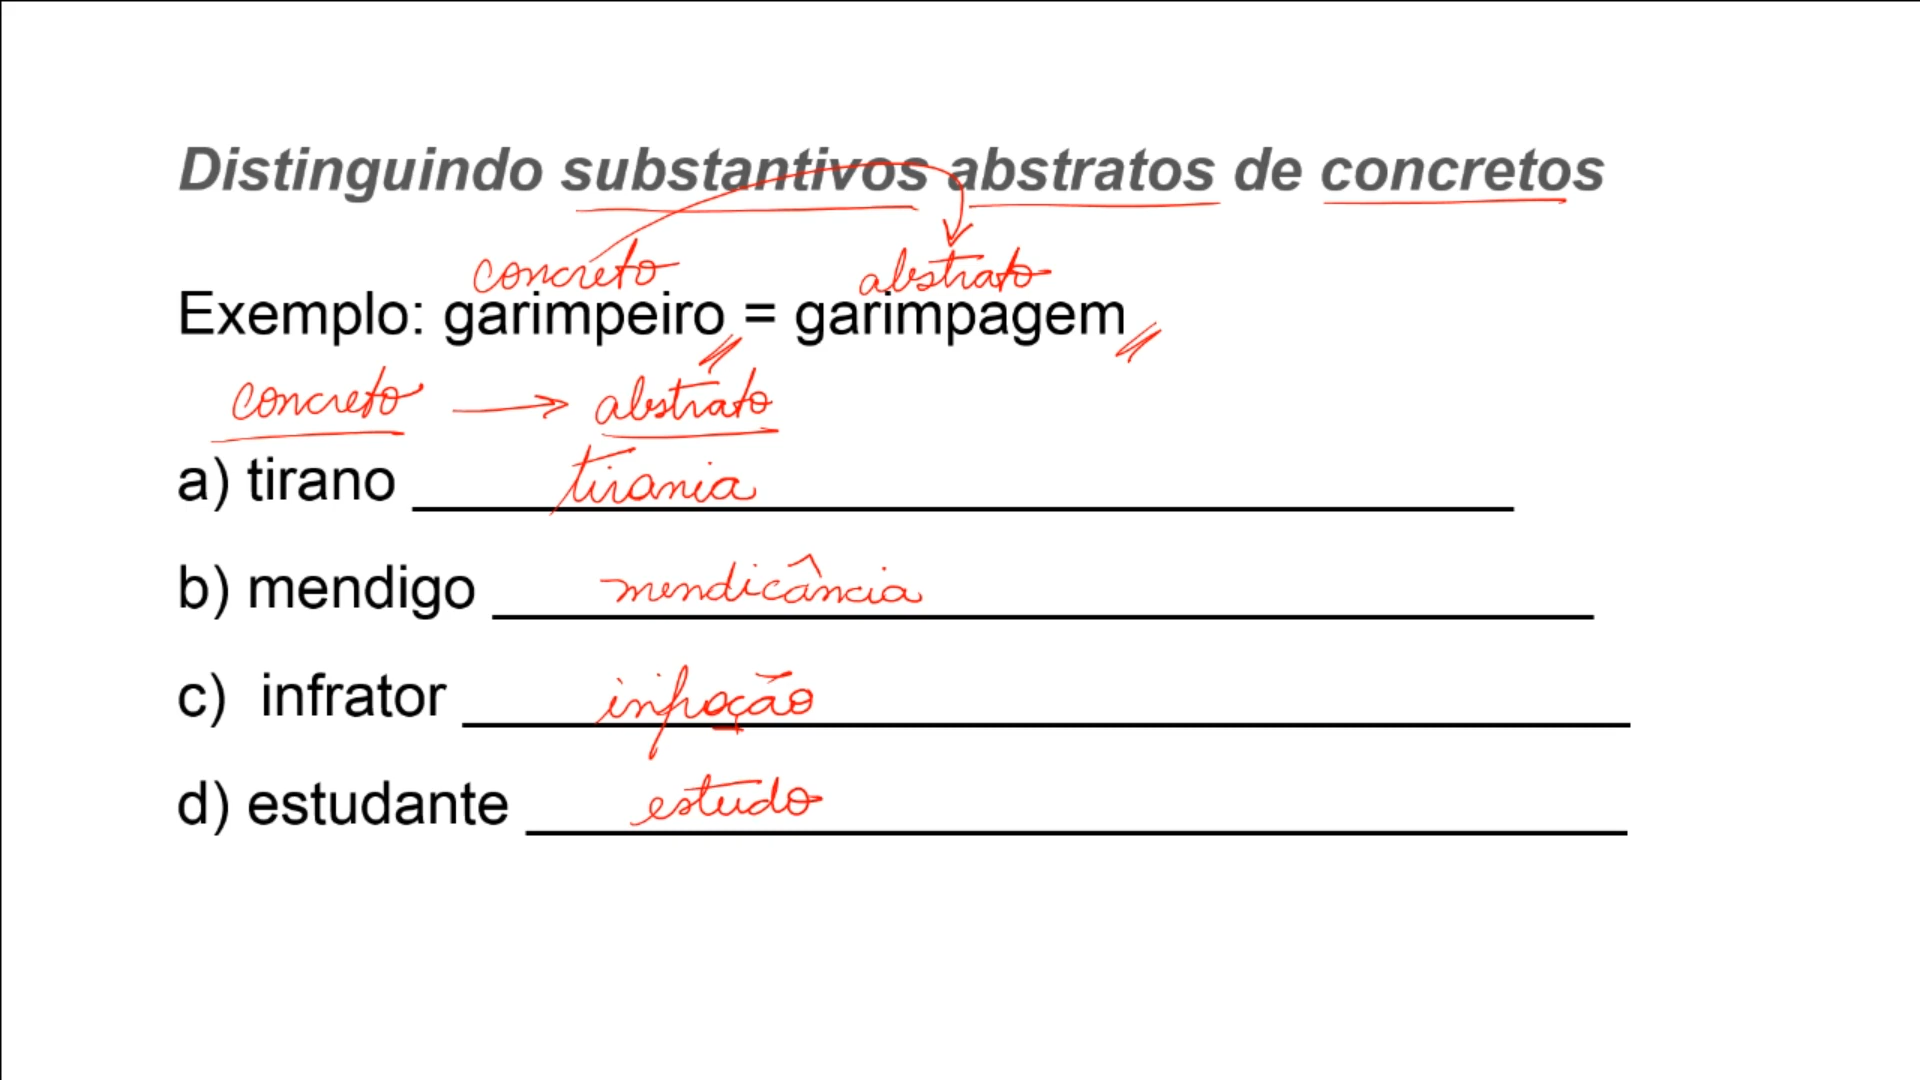 Distinguindo substantivos abstratos de concretos
concreto abstrato
Exemplo: garimpeiro = garimpagem
concreto → abstrato
a) tirano tirania
b) mendigo mendicância
c) infrator infração
d) estudante estudo